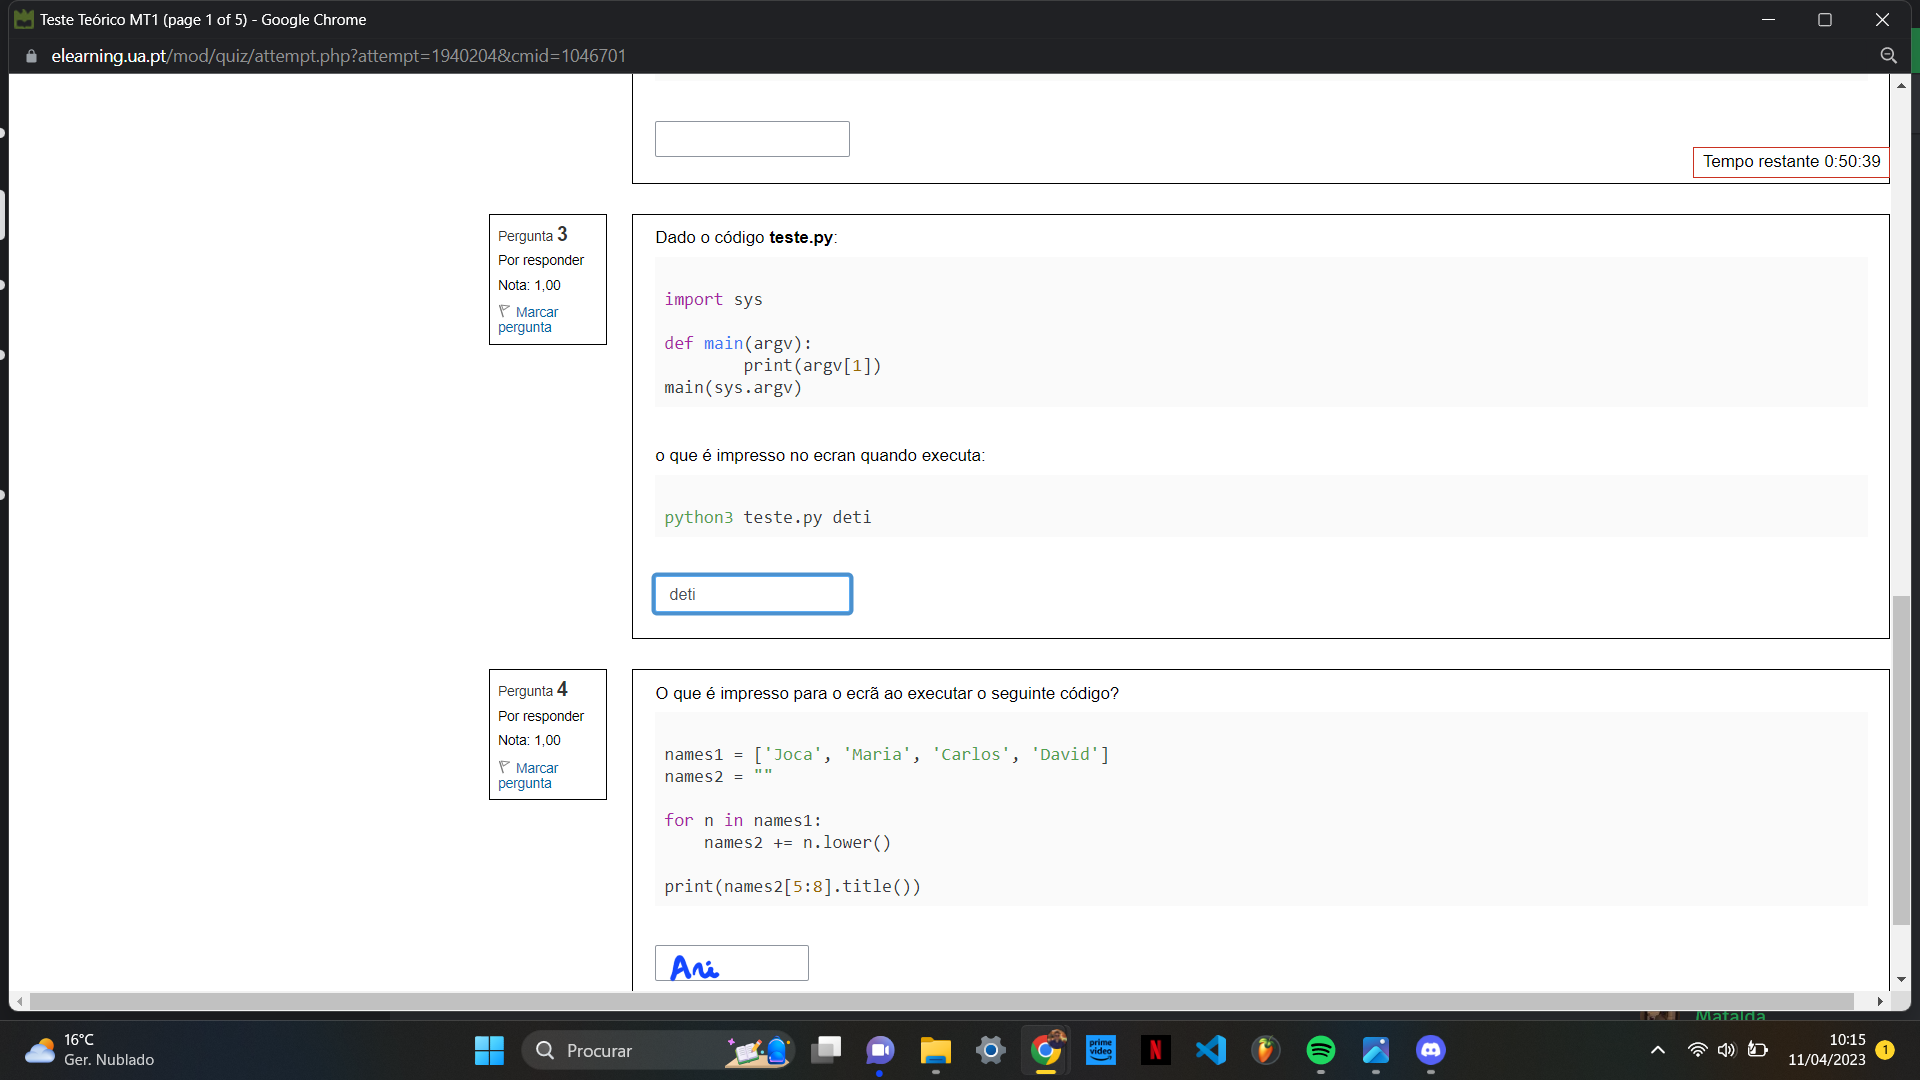 Teste Teórico MT1 (page 1 of 5) - Google Chrome
elearning.ua.pt/mod/quiz/attempt.php?attempt=1940204&cmid=1046701
Tempo restante 0:50:39
Pergunta 3
Por responder
Nota: 1,00
Marcar
pergunta
Dado o código teste.py:
import sys
def main(argv):
print(argv[1])
main(sys.argv)
o que é impresso no ecran quando executa:
python3 teste.py deti
deti
Pergunta 4
Por responder
Nota: 1,00
Marcar
pergunta
O que é impresso para o ecrã ao executar o seguinte código?
names1 = ['Joca', 'Maria', 'Carlos', 'David']
names2 = ""
for n in names1:
names2 += n.lower()
print(names2[5:8].title())
Ari
Matalda
16°C
Ger. Nublado
Procurar
prime
video
N
10:15
11/04/2023
1